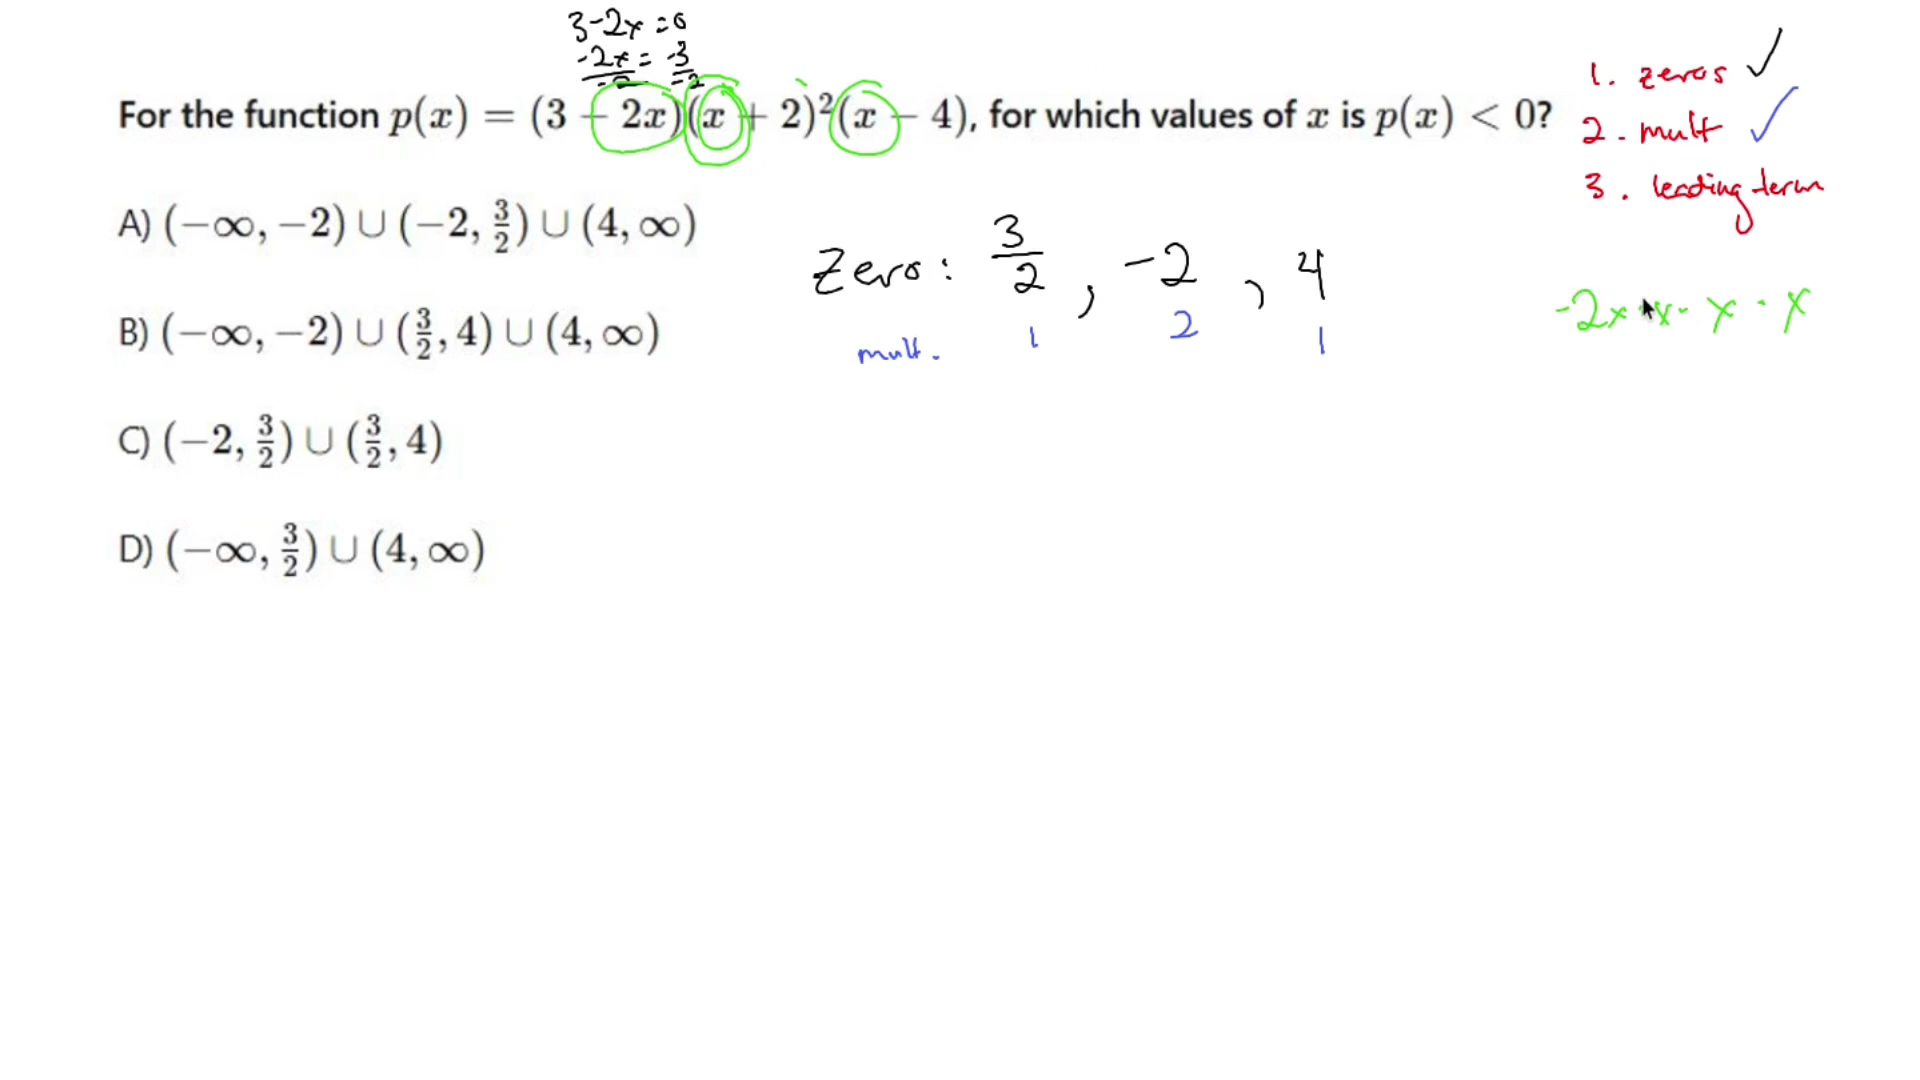 3-2x=0
-2x = -3
-2 -2
For the function p(x) = (3 − 2x)(x + 2)²(x − 4), for which values of x is p(x) < 0?
1. zeros ✓
2. mult ✓
3. leading term
A) (−∞, −2) ∪ (−2, 3/2) ∪ (4, ∞)
Zero: 3/2, -2, 4
mult. 1 2 1
-2x · x · x · x
B) (−∞, −2) ∪ (3/2, 4) ∪ (4, ∞)
C) (−2, 3/2) ∪ (3/2, 4)
D) (−∞, 3/2) ∪ (4, ∞)